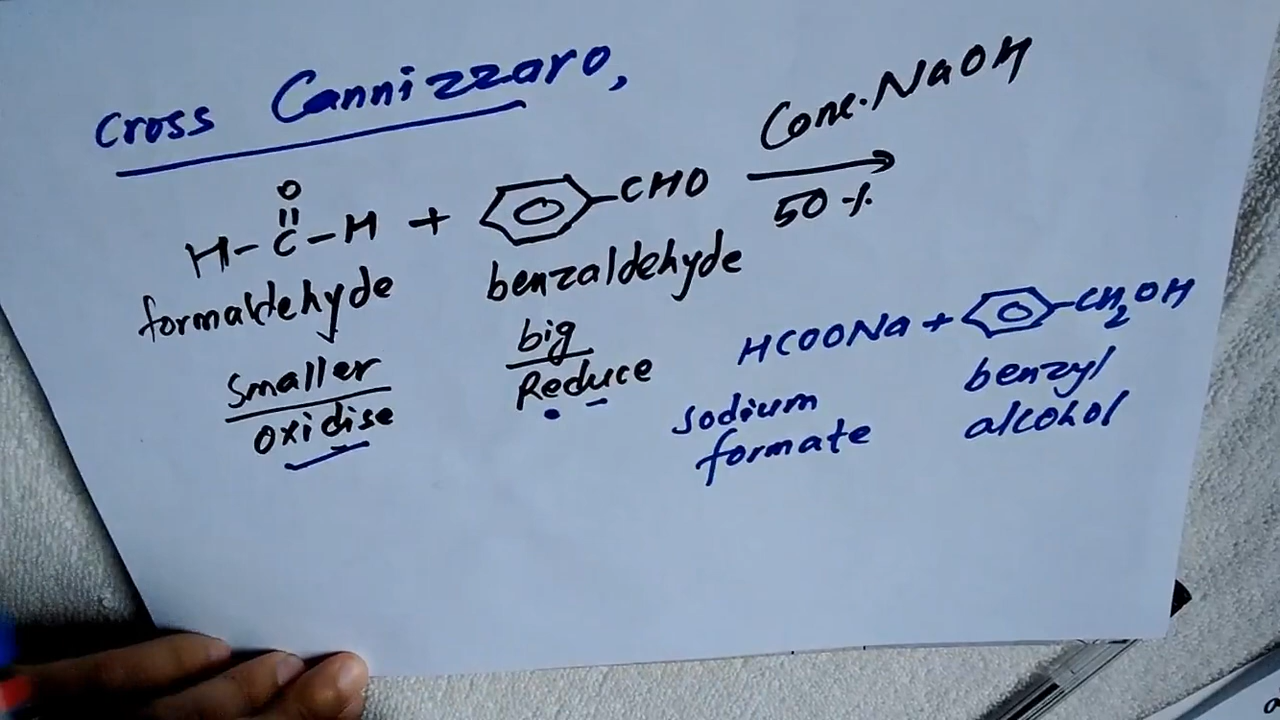 Cross Cannizzaro,
O
||
H-C-H + -CHO Conc. NaOH
50 %
formaldehyde benzaldehyde
Smaller
oxidise
big
Reduce
HCOONa + -CH2OH
Sodium
formate
benzyl
alcohol